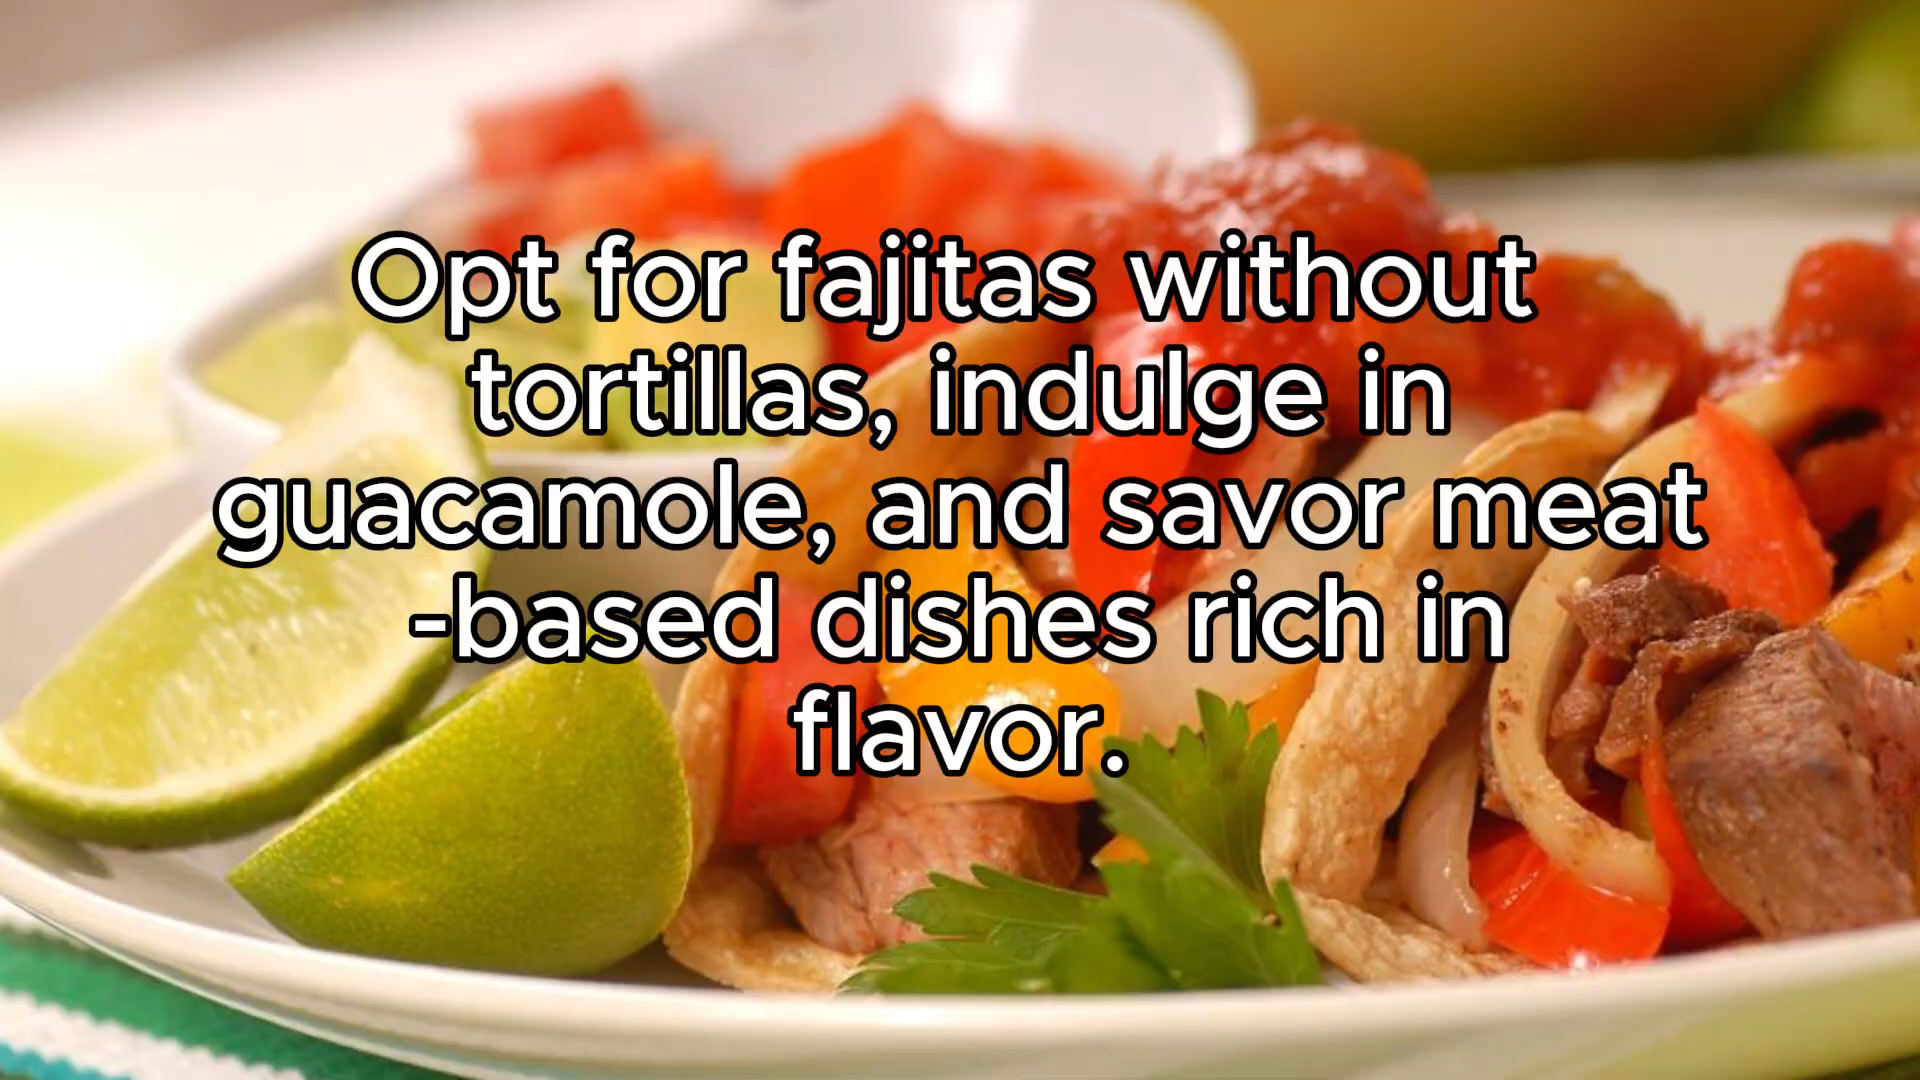 Opt for fajitas without
tortillas, indulge in
guacamole, and savor meat
-based dishes rich in
flavor.